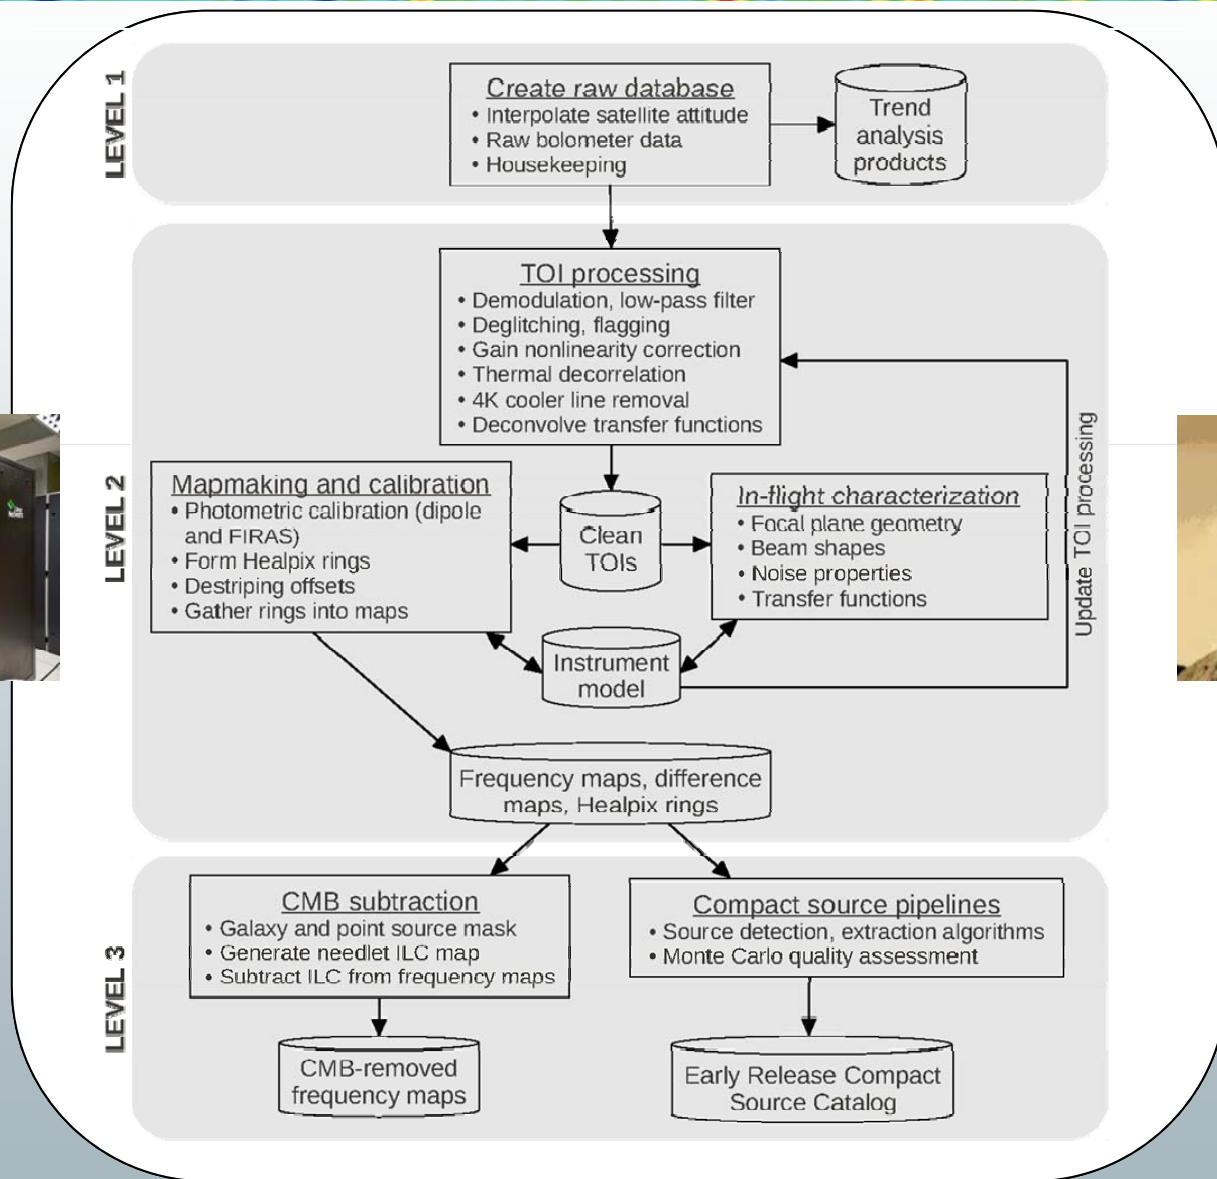 LEVEL 1
Create raw database
• Interpolate satellite attitude
• Raw bolometer data
• Housekeeping
Trend
analysis
products
LEVEL 2
TOI processing
• Demodulation, low-pass filter
• Deglitching, flagging
• Gain nonlinearity correction
• Thermal decorrelation
• 4K cooler line removal
• Deconvolve transfer functions
Mapmaking and calibration
• Photometric calibration (dipole
and FIRAS)
• Form Healpix rings
• Destriping offsets
• Gather rings into maps
Clean
TOIs
In-flight characterization
• Focal plane geometry
• Beam shapes
• Noise properties
• Transfer functions
Update TOI processing
Instrument
model
Frequency maps, difference
maps, Healpix rings
LEVEL 3
CMB subtraction
• Galaxy and point source mask
• Generate needlet ILC map
• Subtract ILC from frequency maps
Compact source pipelines
• Source detection, extraction algorithms
• Monte Carlo quality assessment
CMB-removed
frequency maps
Early Release Compact
Source Catalog